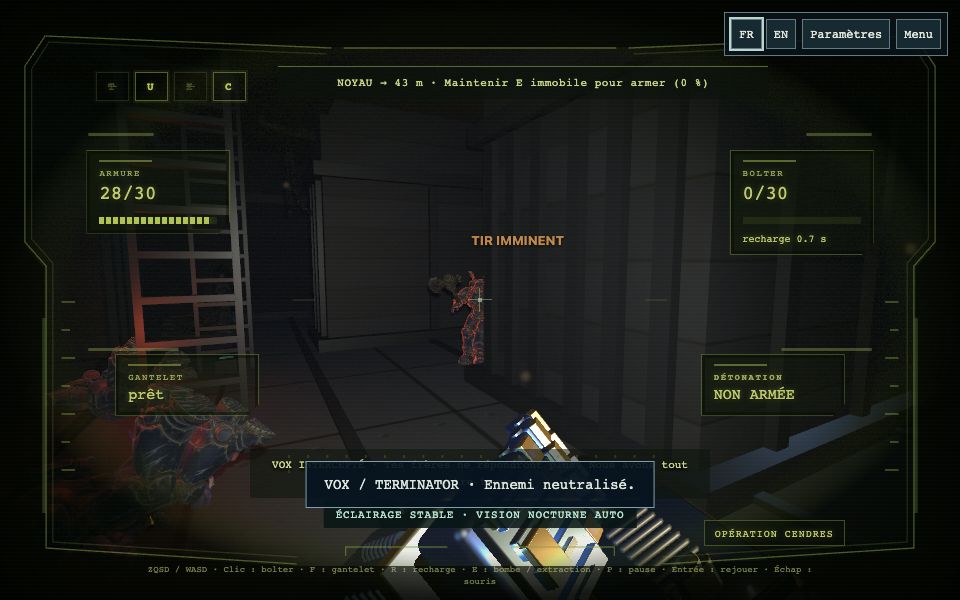 FR EN Paramètres Menu
U C
NOYAU → 43 m · Maintenir E immobile pour armer (0 %)
ARMURE
28/30
BOLTER
0/30
recharge 0.7 s
TIR IMMINENT
GANTELET
prêt
DÉTONATION
NON ARMÉE
VOX tout
VOX / TERMINATOR · Ennemi neutralisé.
ÉCLAIRAGE STABLE · VISION NOCTURNE AUTO
OPÉRATION CENDRES
ZQSD / WASD · Clic : bolter · F : gantelet · R : recharge · E : bombe / extraction · P : pause · Entrée : rejouer · Échap :
souris